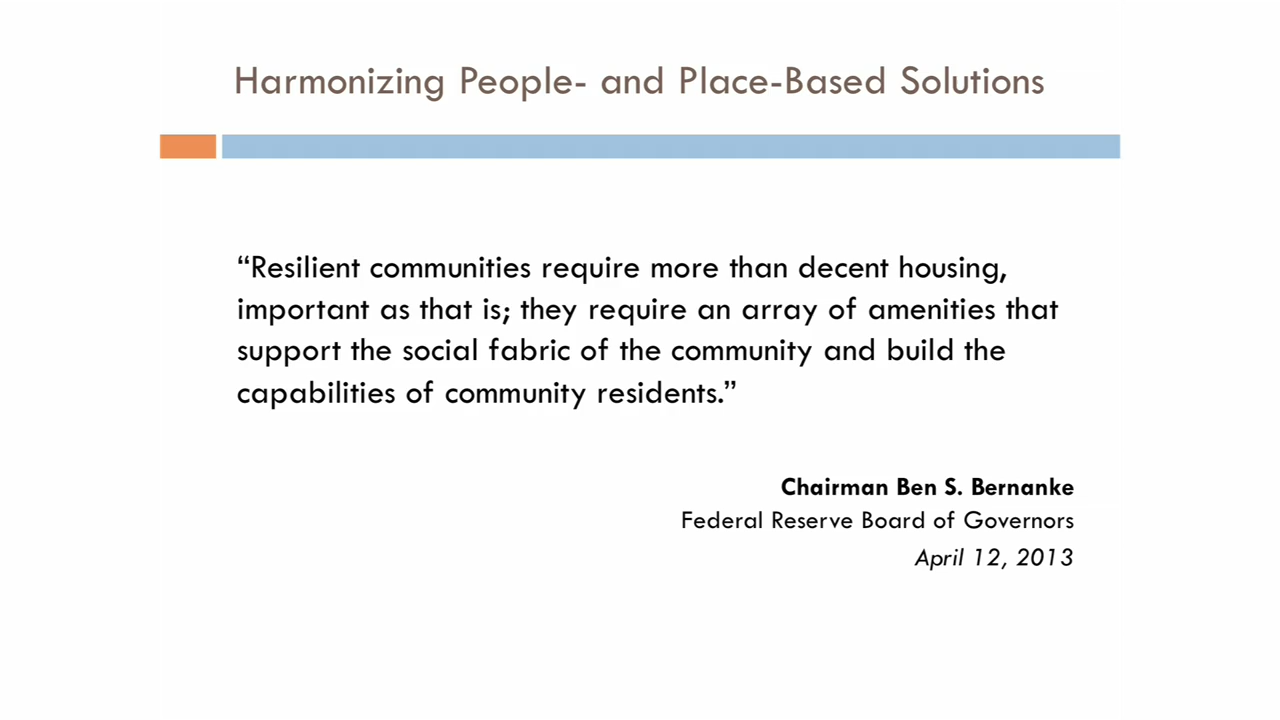 Harmonizing People- and Place-Based Solutions
“Resilient communities require more than decent housing,
important as that is; they require an array of amenities that
support the social fabric of the community and build the
capabilities of community residents.”
Chairman Ben S. Bernanke
Federal Reserve Board of Governors
April 12, 2013